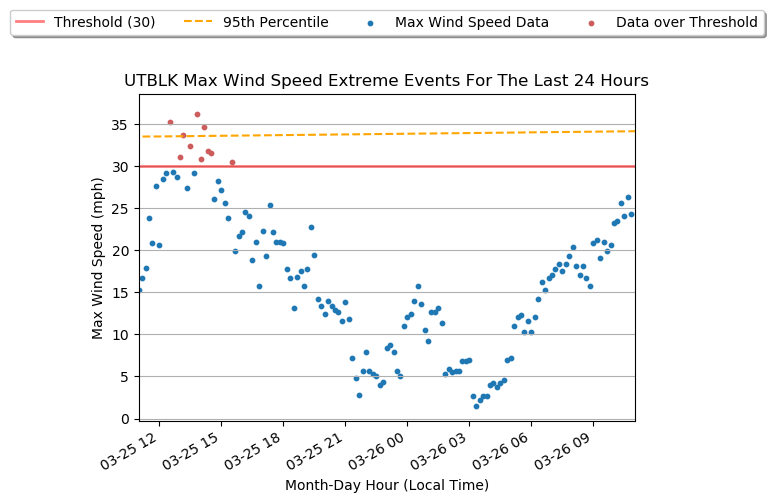 Threshold (30) 95th Percentile Max Wind Speed Data Data over Threshold
UTBLK Max Wind Speed Extreme Events For The Last 24 Hours
35
30
25
20
15
10
5
0
Max Wind Speed (mph)
03-25 12 03-25 15 03-25 18 03-25 21 03-26 00 03-26 03 03-26 06 03-26 09
Month-Day Hour (Local Time)